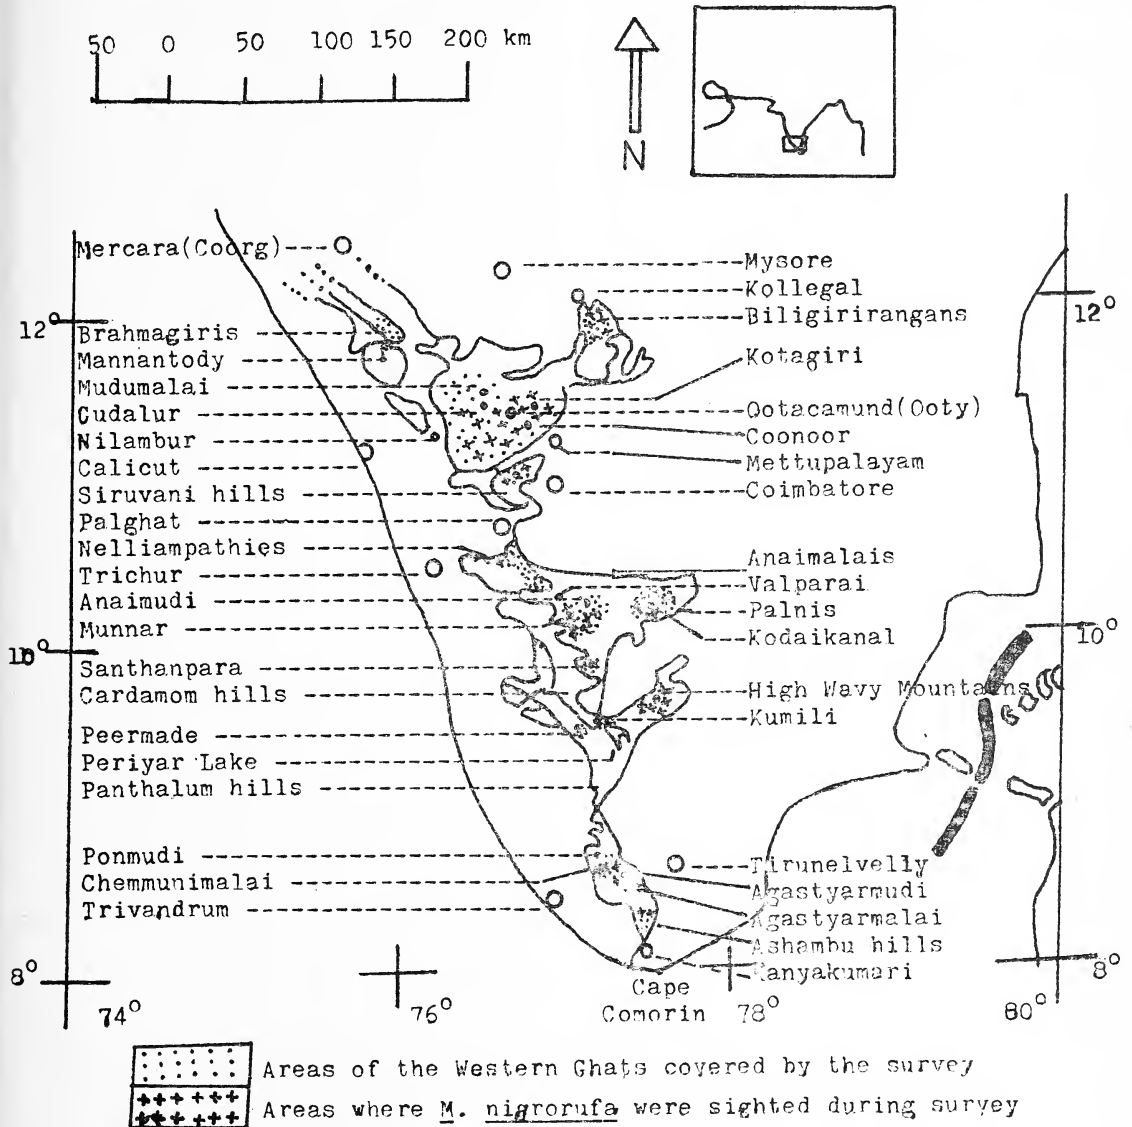 50 0 50 100 150 200 km
N
Mercara(Coorg)
Mysore
Kollegal
Biligirirangans
12°
12°
Brahmagiris
Mannantody
Kotagiri
Mudumalai
Gudalur
Ootacamund(Ooty)
Nilambur
Coonoor
Calicut
Mettupalayam
Siruvani hills
Coimbatore
Palghat
Nelliampathies
Anaimalais
Trichur
Valparai
Anaimudi
Palnis
Munnar
Kodaikanal
10°
10°
Santhanpara
Cardamom hills
High Wavy Mountains
Kumili
Peermade
Periyar Lake
Panthalum hills
Ponmudi
Tirunelvelly
Chemmunimalai
Agastyarmudi
Trivandrum
Agastyarmalai
Ashambu hills
Kanyakumari
8°
8°
Cape
Comorin
74°
76°
78°
80°
Areas of the Western Ghats covered by the survey
Areas where M. nigrorufa were sighted during survey